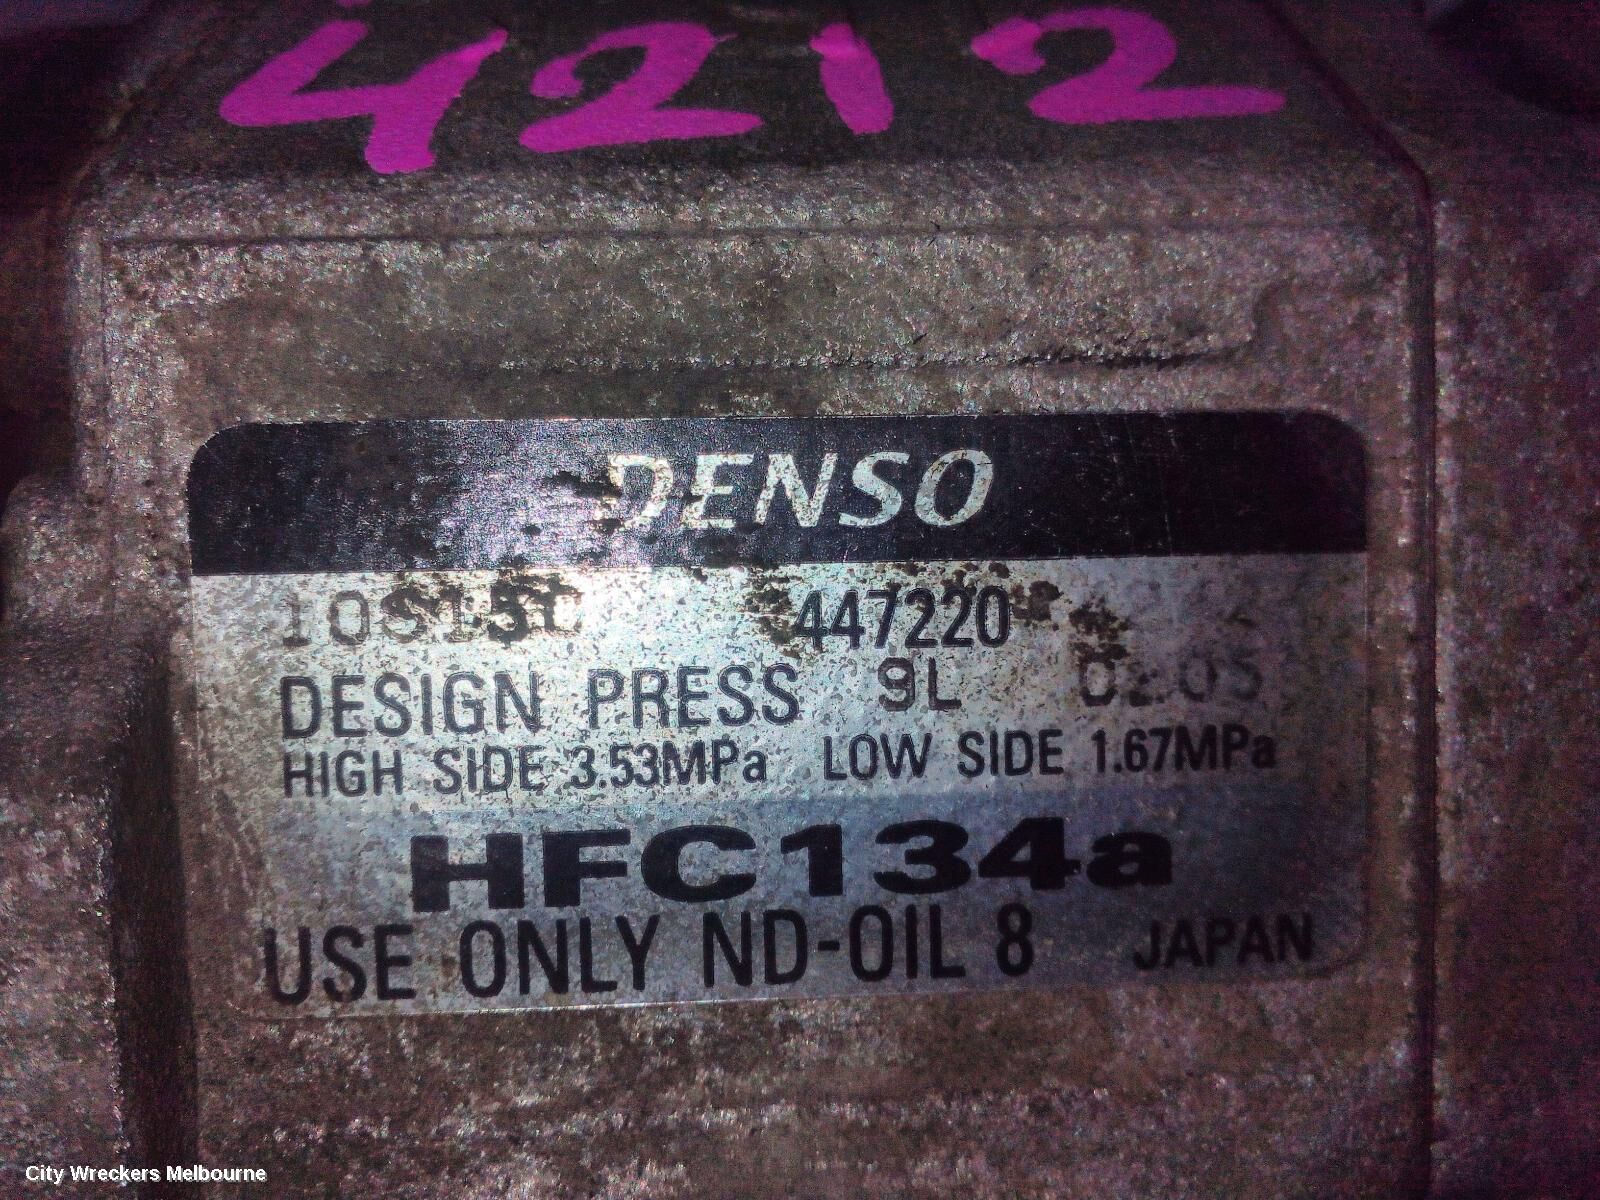 4212
DENSO
10S15C 447220
DESIGN PRESS 9L
HIGH SIDE 3.53MPa LOW SIDE 1.67MPa
HFC134a
USE ONLY ND-OIL 8 JAPAN
City Wreckers Melbourne